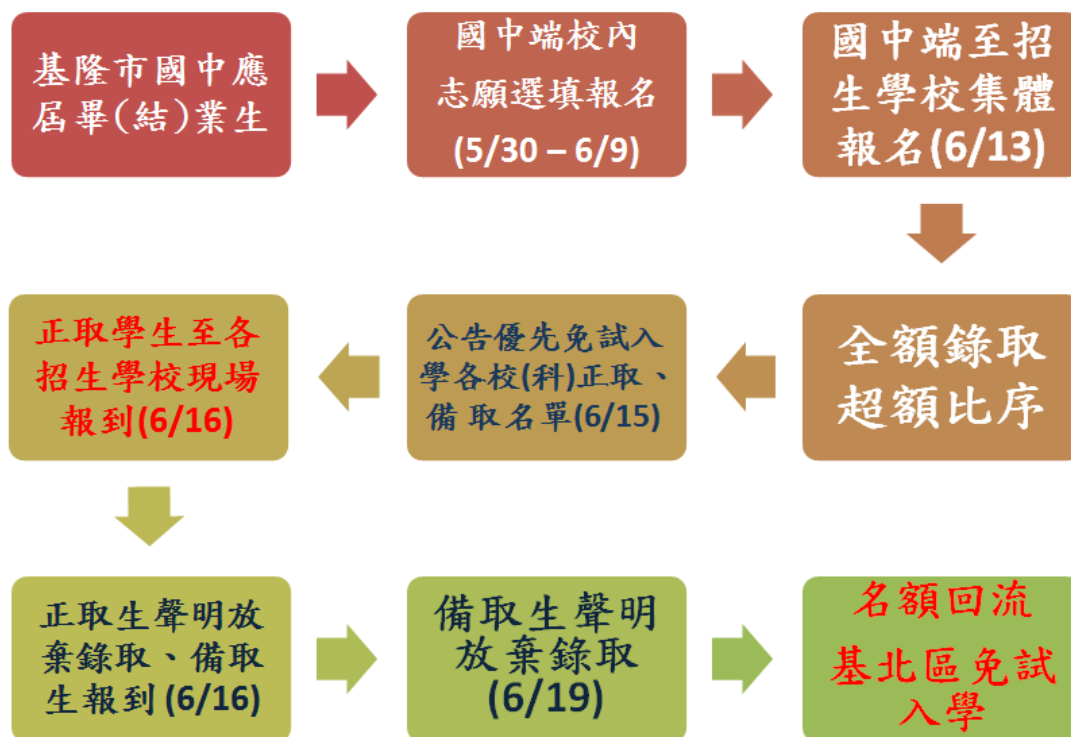 基隆市國中應
屆畢(結)業生
國中端校內
志願選填報名
(5/30 – 6/9)
國中端至招
生學校集體
報名(6/13)
全額錄取
超額比序
公告優先免試入
學各校(科)正取、
備取名單(6/15)
正取學生至各
招生學校現場
報到(6/16)
正取生聲明放
棄錄取、備取
生報到(6/16)
備取生聲明
放棄錄取
(6/19)
名額回流
基北區免試
入學